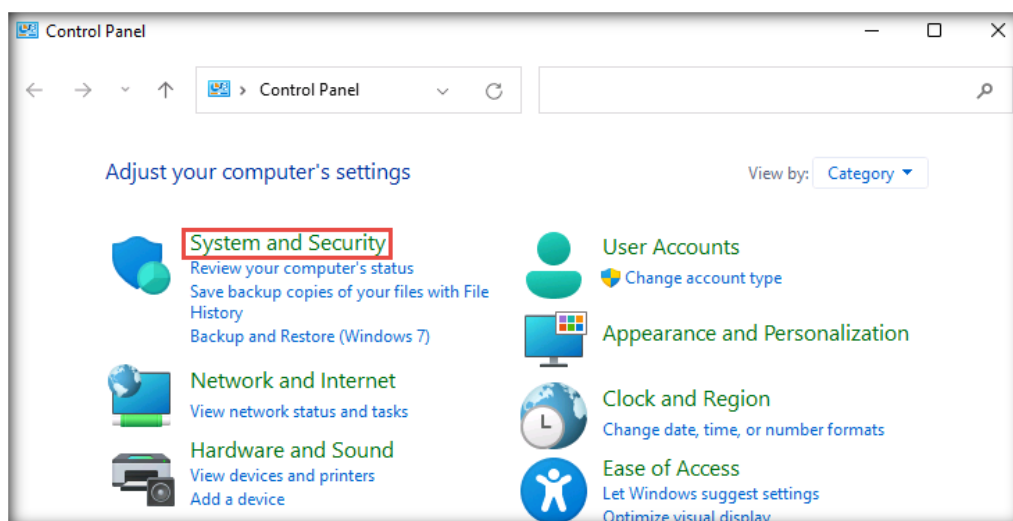 Control Panel
Control Panel
Adjust your computer's settings
View by: Category
System and Security
Review your computer's status
Save backup copies of your files with File
History
Backup and Restore (Windows 7)
Network and Internet
View network status and tasks
Hardware and Sound
View devices and printers
Add a device
User Accounts
Change account type
Appearance and Personalization
Clock and Region
Change date, time, or number formats
Ease of Access
Let Windows suggest settings
Optimize visual display